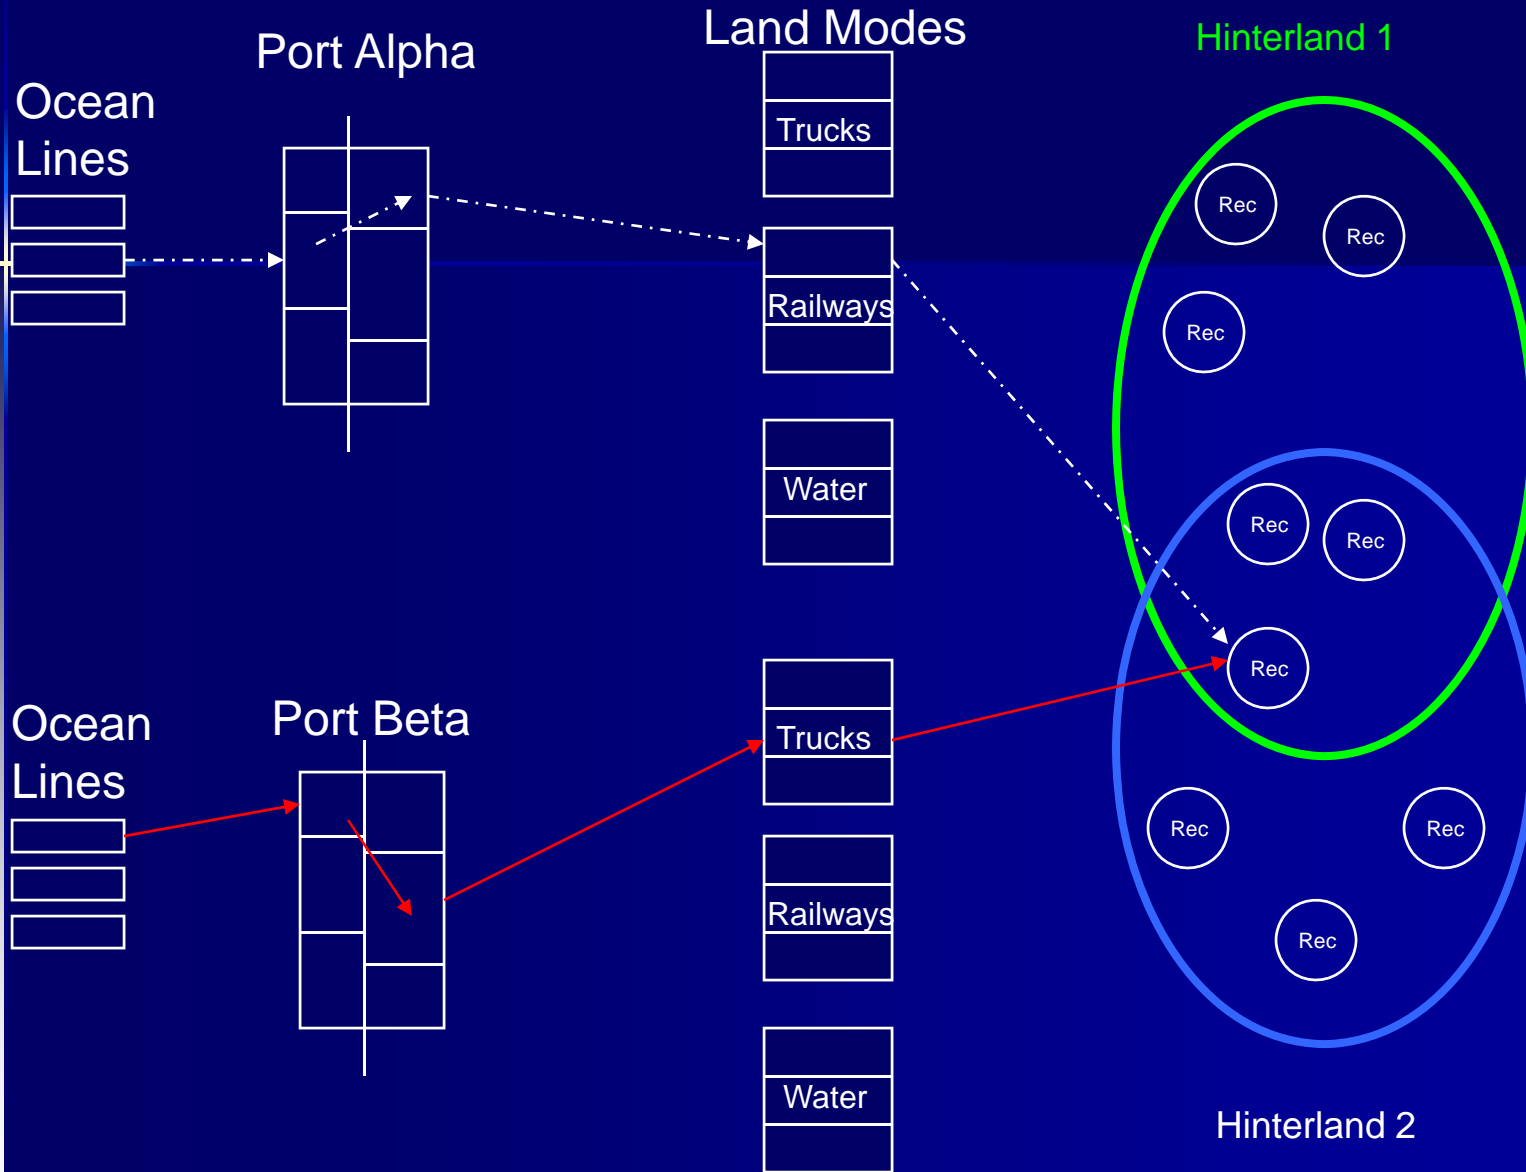 Port Alpha
Land Modes
Hinterland 1
Ocean
Lines
Trucks
Rec
Rec
Railways
Rec
Water
Rec
Rec
Rec
Ocean
Lines
Port Beta
Trucks
Rec
Rec
Railways
Rec
Water
Hinterland 2